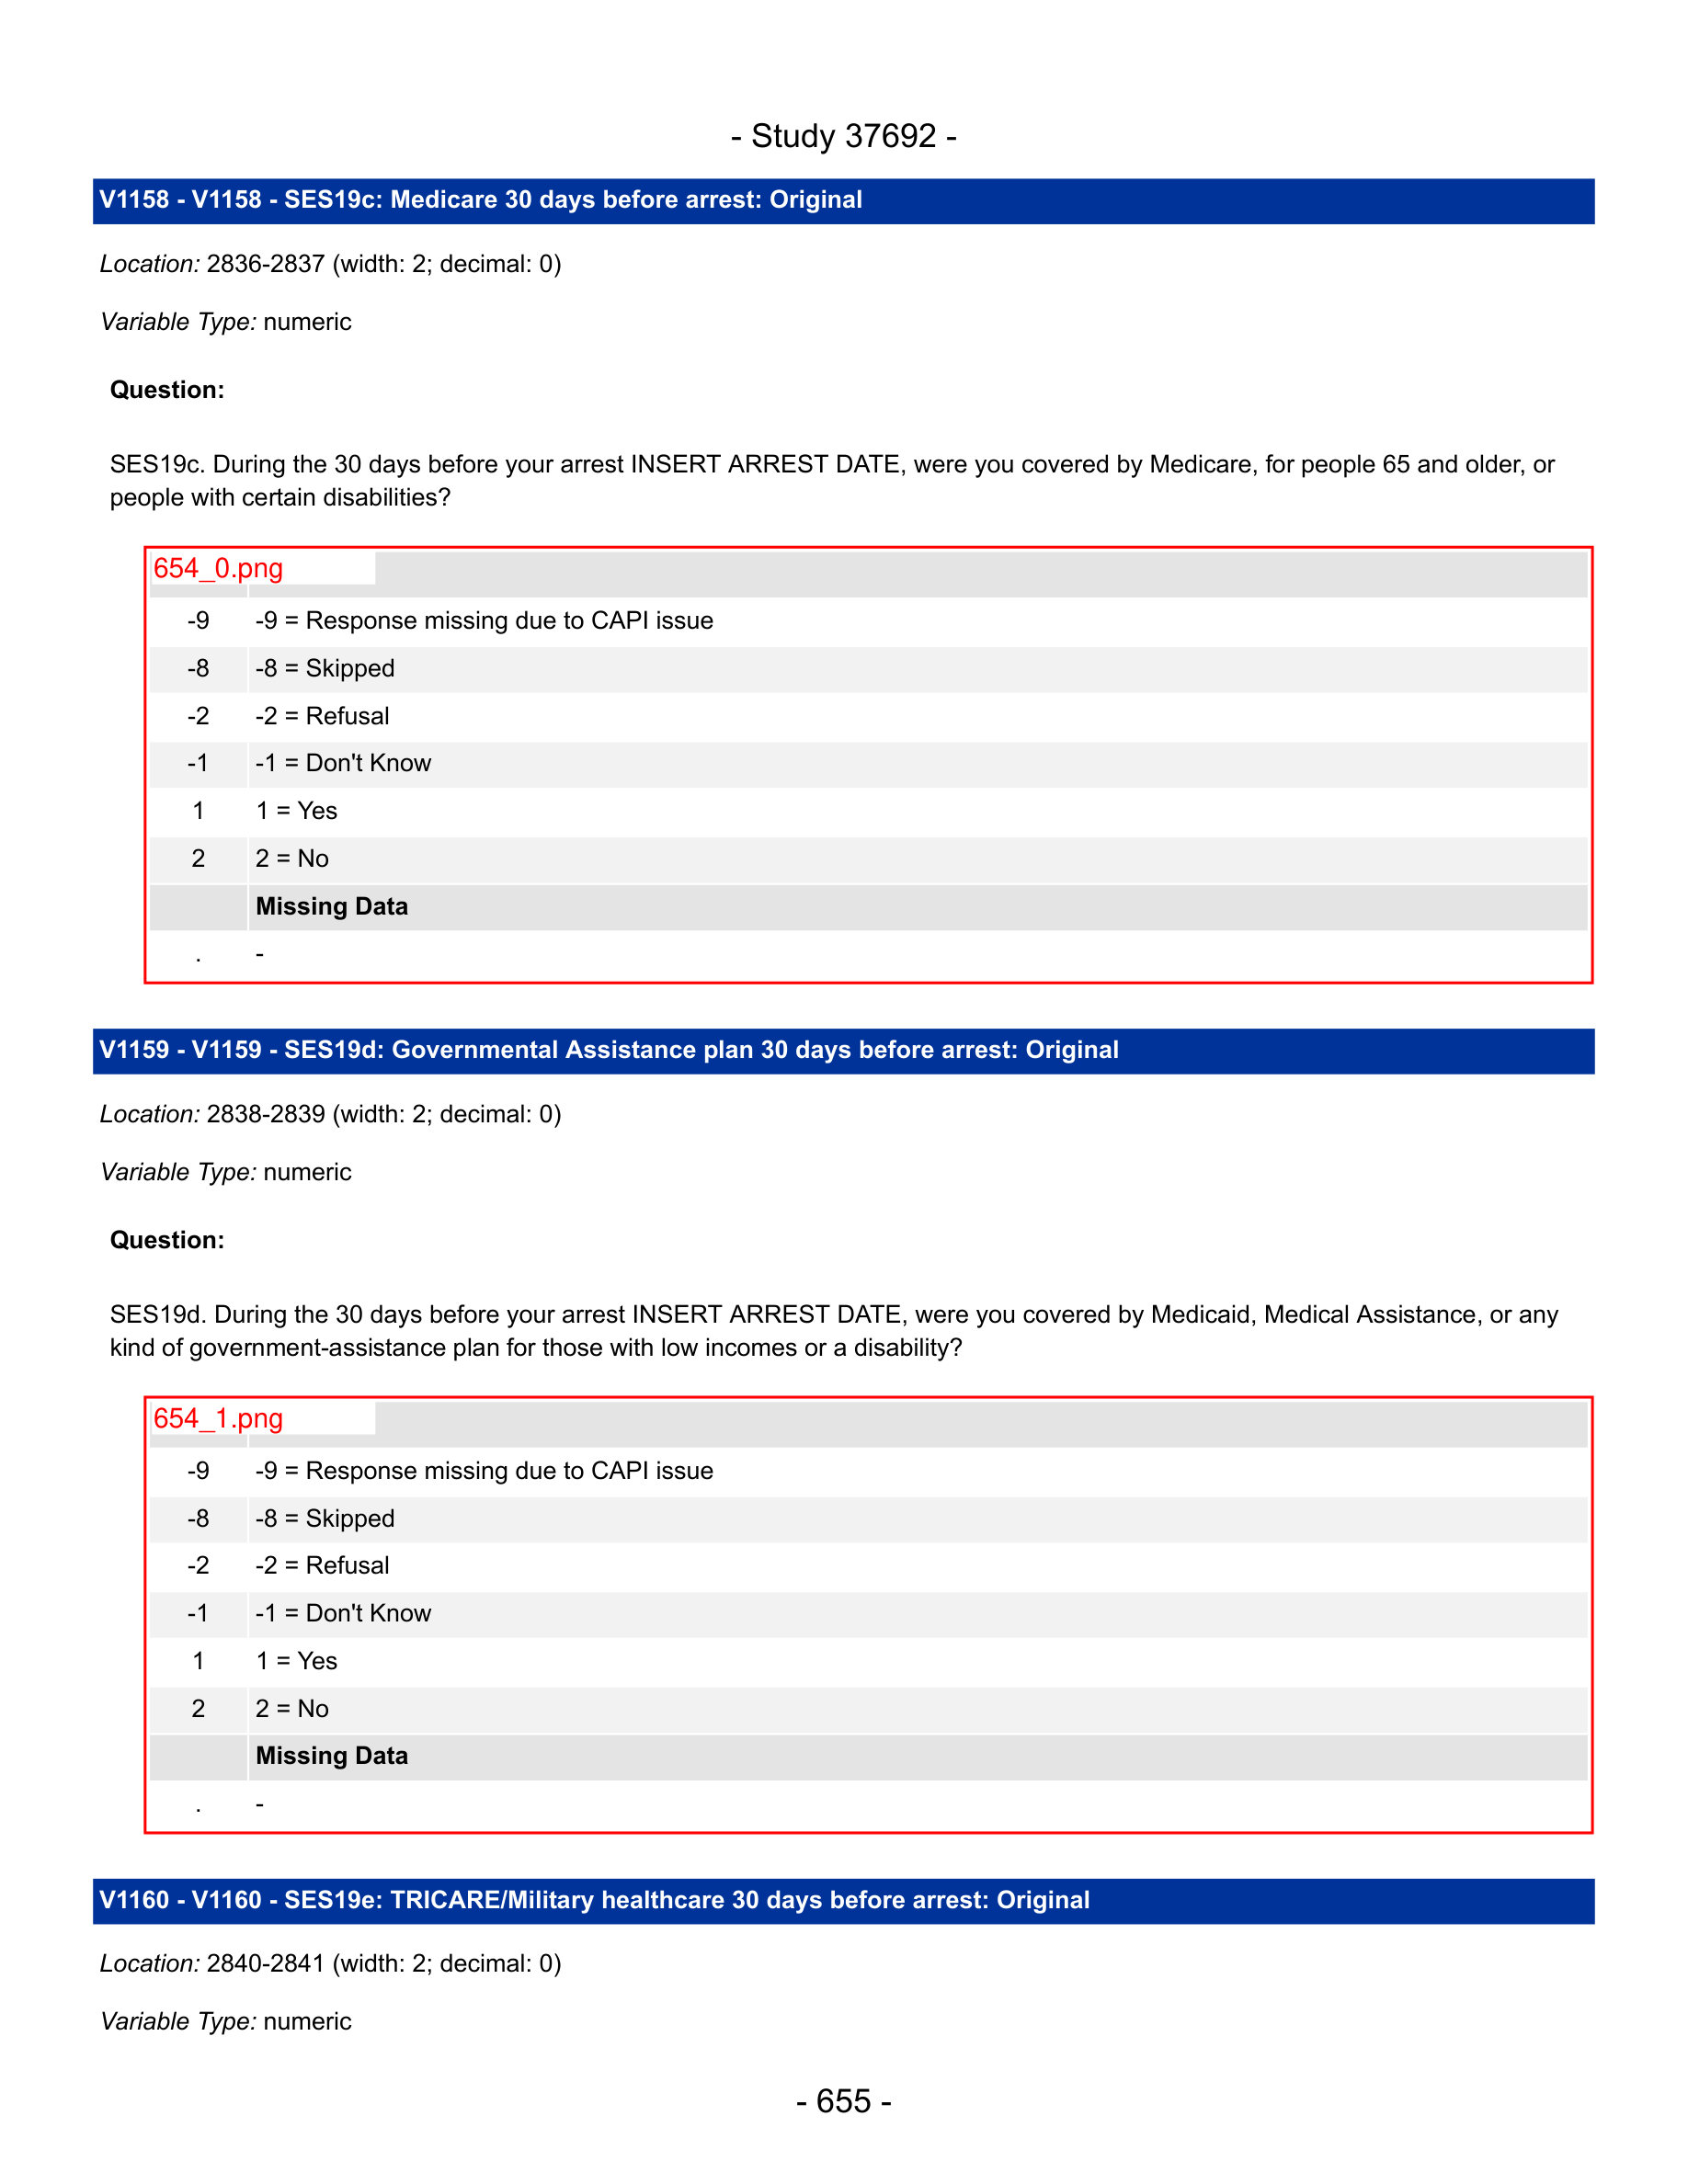 - Study 37692 -
V1158 - V1158 - SES19c: Medicare 30 days before arrest: Original
Location: 2836-2837 (width: 2; decimal: 0)
Variable Type: numeric
Question:
SES19c. During the 30 days before your arrest INSERT ARREST DATE, were you covered by Medicare, for people 65 and older, or
people with certain disabilities?
654_0.png
-9 -9 = Response missing due to CAPI issue
-8 -8 = Skipped
-2 -2 = Refusal
-1 -1 = Don't Know
1 1 = Yes
2 2 = No
Missing Data
. -
V1159 - V1159 - SES19d: Governmental Assistance plan 30 days before arrest: Original
Location: 2838-2839 (width: 2; decimal: 0)
Variable Type: numeric
Question:
SES19d. During the 30 days before your arrest INSERT ARREST DATE, were you covered by Medicaid, Medical Assistance, or any
kind of government-assistance plan for those with low incomes or a disability?
654_1.png
-9 -9 = Response missing due to CAPI issue
-8 -8 = Skipped
-2 -2 = Refusal
-1 -1 = Don't Know
1 1 = Yes
2 2 = No
Missing Data
. -
V1160 - V1160 - SES19e: TRICARE/Military healthcare 30 days before arrest: Original
Location: 2840-2841 (width: 2; decimal: 0)
Variable Type: numeric
- 655 -